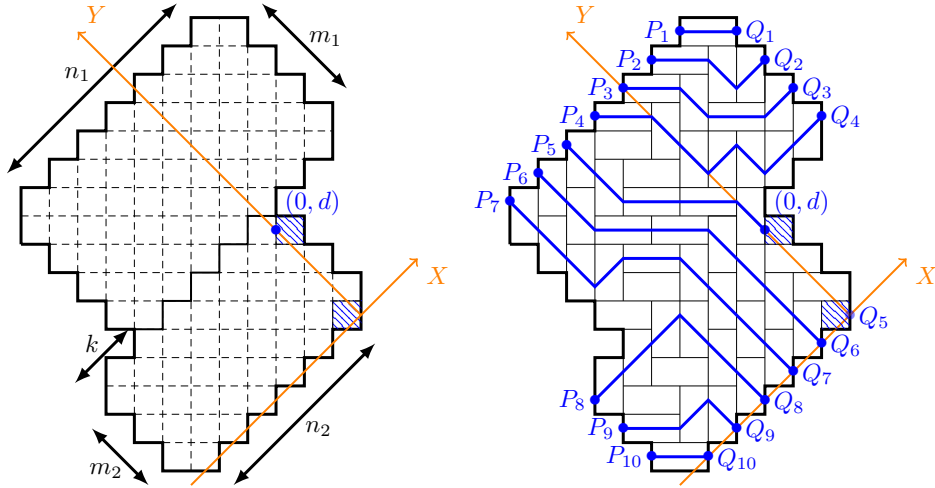 Y
m₁
n₁
(0, d)
X
k
n₂
m₂
Y
P₁
Q₁
P₂
Q₂
P₃
Q₃
P₄
Q₄
P₅
P₆
P₇
(0, d)
X
Q₅
Q₆
Q₇
P₈
Q₈
P₉
Q₉
P₁₀
Q₁₀